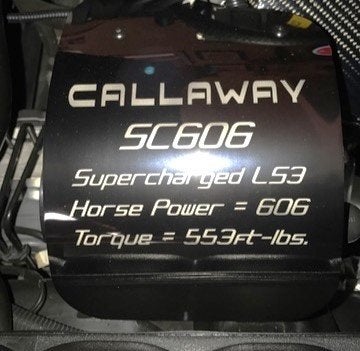 CALLAWAY
SC606
Supercharged LS3
Horse Power = 606
Torque = 553ft-lbs.